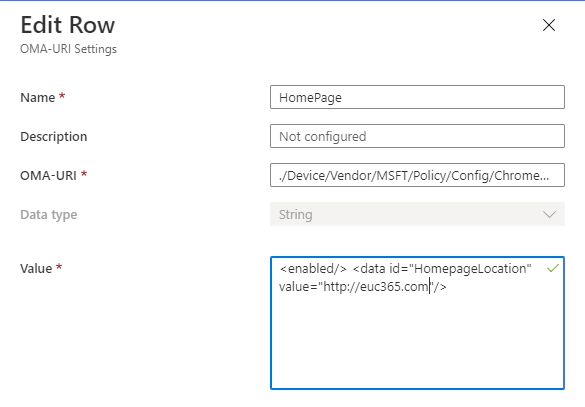 Edit Row
OMA-URI Settings
Name *
HomePage
Description
Not configured
OMA-URI *
./Device/Vendor/MSFT/Policy/Config/Chrome...
Data type
String
Value *
<enabled/> <data id="HomepageLocation"
value="http://euc365.com"/>